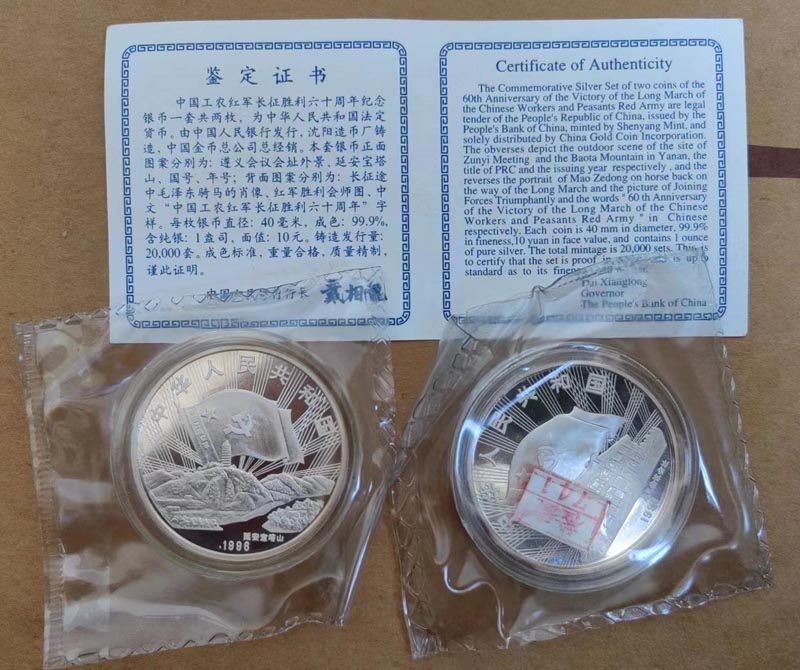 鉴定证书
中国工农红军长征胜利六十周年纪念
银币一套共两枚，为中华人民共和国法定
货币。由中国人民银行发行，沈阳造币厂铸
造，中国金币总公司总经销。本套银币正面
图案分别为：遵义会议会址外景、延安宝塔
山、国号、年号；背面图案分别为：长征途
中毛泽东骑马的肖像、红军胜利会师图、中
文“中国工农红军长征胜利六十周年”字
样。每枚银币直径：40毫米，成色：99.9%，
含纯银：1盎司，面值：10元。铸造发行量：
20,000套。成色标准，重量合格，质量精制，
谨此证明。
中国人民银行行长 戴相龙
Certificate of Authenticity
The Commemorative Silver Set of two coins of the
60th Anniversary of the Victory of the Long March of
the Chinese Workers and Peasants Red Army are legal
tender of the People's Republic of China, issued by the
People's Bank of China, minted by Shenyang Mint, and
solely distributed by China Gold Coin Incorporation.
The obverses depict the outdoor scene of the site of
Zunyi Meeting and the Baota Mountain in Yanan, the
title of PRC and the issuing year respectively, and the
reverses the portrait of Mao Zedong on horse back on
the way of the Long March and the picture of Joining
Forces Triumphantly and the words " 60 th Anniversary
of the Victory of the Long March of the Chinese
Workers and Peasants Red Army " in Chinese
respectively. Each coin is 40 mm in diameter, 99.9%
in fineness,10 yuan in face value, and contains 1 ounce
of pure silver. The total mintage is 20,000 sets. This is
to certify that the set is proof in is up to
standard as to its
Dai Xianglong
Governor
The People's Bank of China
中华人民共和国
延安宝塔山
1996
人民共和国
741